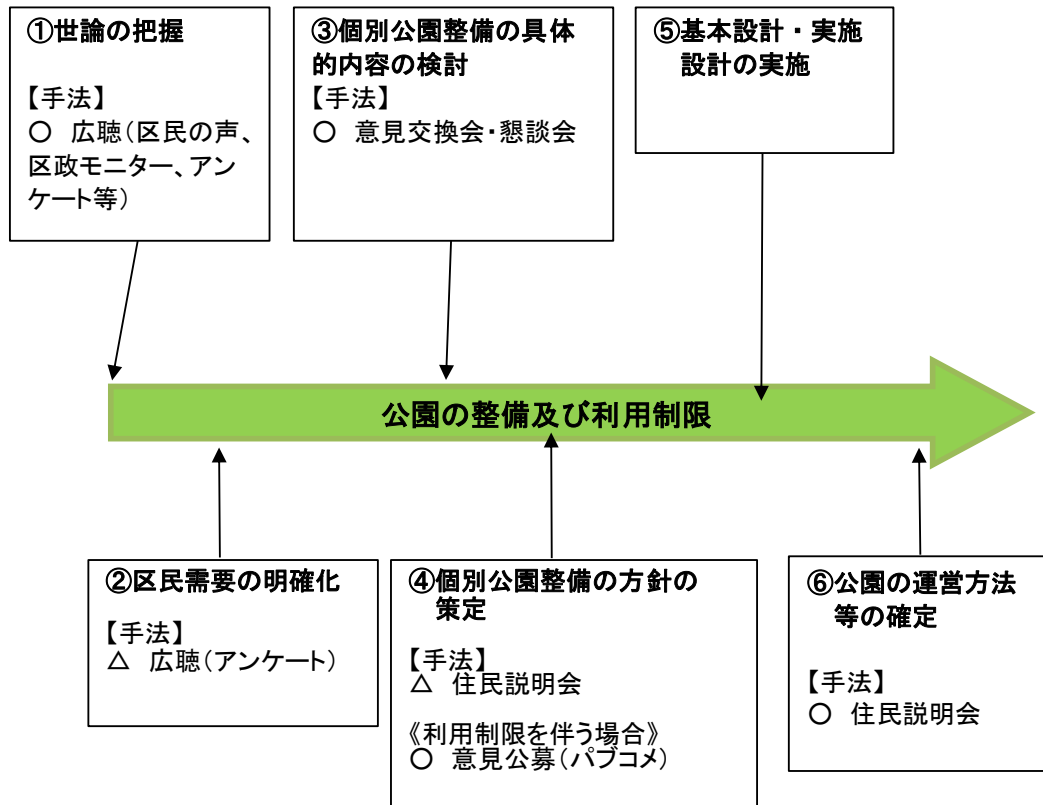 ①世論の把握
【手法】
〇 広聴(区民の声、
区政モニター、アン
ケート等)
③個別公園整備の具体
的内容の検討
【手法】
〇 意見交換会・懇談会
⑤基本設計・実施
設計の実施
公園の整備及び利用制限
②区民需要の明確化
【手法】
△ 広聴(アンケート)
④個別公園整備の方針の
策定
【手法】
△ 住民説明会
《利用制限を伴う場合》
〇 意見公募(パブコメ)
⑥公園の運営方法
等の確定
【手法】
〇 住民説明会